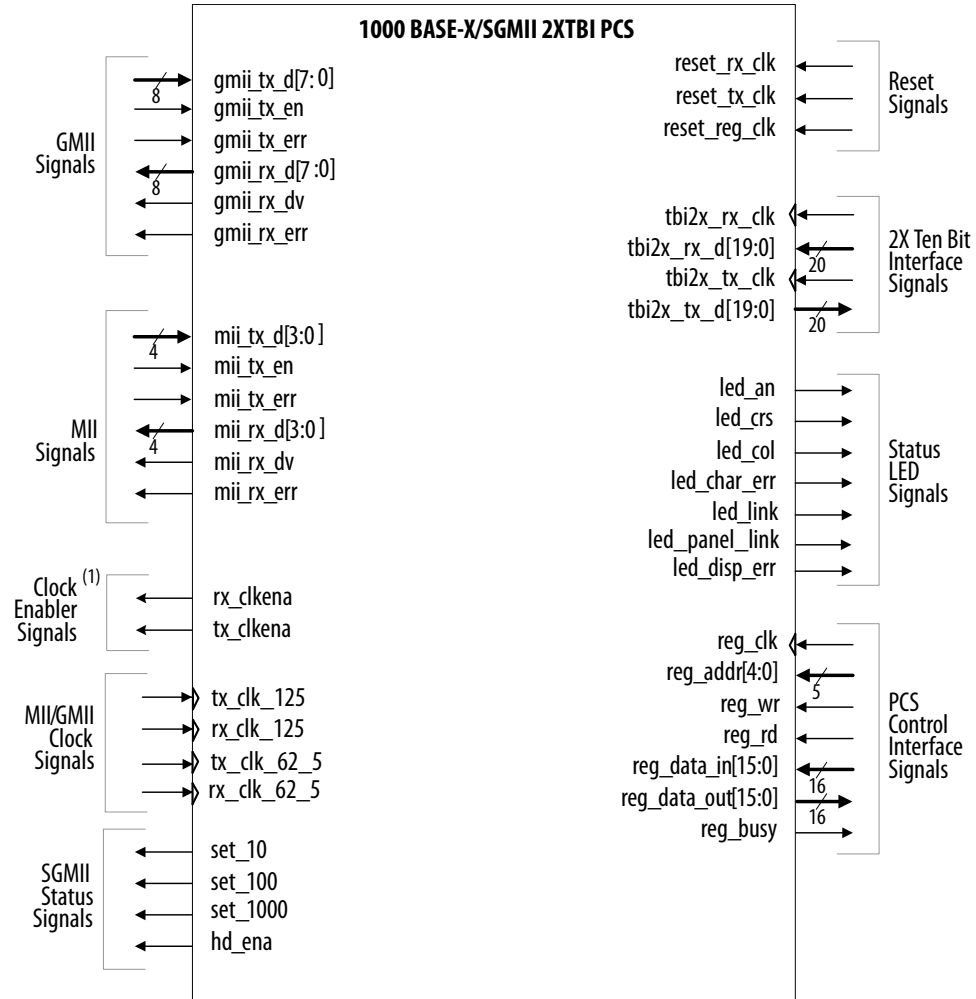 1000 BASE-X/SGMII 2XTBI PCS
GMII
Signals
8
gmii_tx_d[7:0]
gmii_tx_en
gmii_tx_err
8
gmii_rx_d[7:0]
gmii_rx_dv
gmii_rx_err
MII
Signals
4
mii_tx_d[3:0]
mii_tx_en
mii_tx_err
4
mii_rx_d[3:0]
mii_rx_dv
mii_rx_err
Clock (1)
Enabler
Signals
rx_clkena
tx_clkena
MII/GMII
Clock
Signals
tx_clk_125
rx_clk_125
tx_clk_62_5
rx_clk_62_5
SGMII
Status
Signals
set_10
set_100
set_1000
hd_ena
reset_rx_clk
reset_tx_clk
reset_reg_clk
Reset
Signals
tbi2x_rx_clk
tbi2x_rx_d[19:0]
20
tbi2x_tx_clk
tbi2x_tx_d[19:0]
20
2X Ten Bit
Interface
Signals
led_an
led_crs
led_col
led_char_err
led_link
led_panel_link
led_disp_err
Status
LED
Signals
reg_clk
reg_addr[4:0]
5
reg_wr
reg_rd
reg_data_in[15:0]
16
reg_data_out[15:0]
16
reg_busy
PCS
Control
Interface
Signals